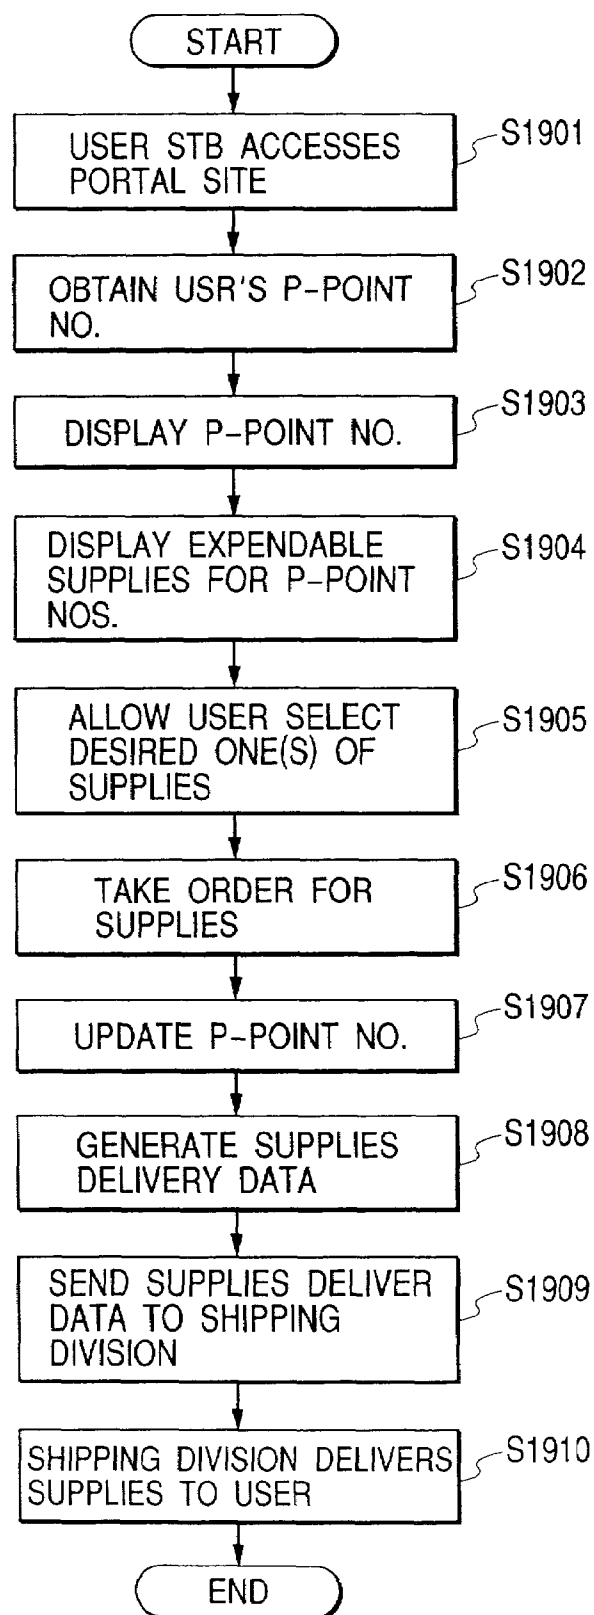 START
USER STB ACCESSES
PORTAL SITE
S1901
OBTAIN USR'S P-POINT
NO.
S1902
DISPLAY P-POINT NO.
S1903
DISPLAY EXPENDABLE
SUPPLIES FOR P-POINT
NOS.
S1904
ALLOW USER SELECT
DESIRED ONE(S) OF
SUPPLIES
S1905
TAKE ORDER FOR
SUPPLIES
S1906
UPDATE P-POINT NO.
S1907
GENERATE SUPPLIES
DELIVERY DATA
S1908
SEND SUPPLIES DELIVER
DATA TO SHIPPING
DIVISION
S1909
SHIPPING DIVISION DELIVERS
SUPPLIES TO USER
S1910
END